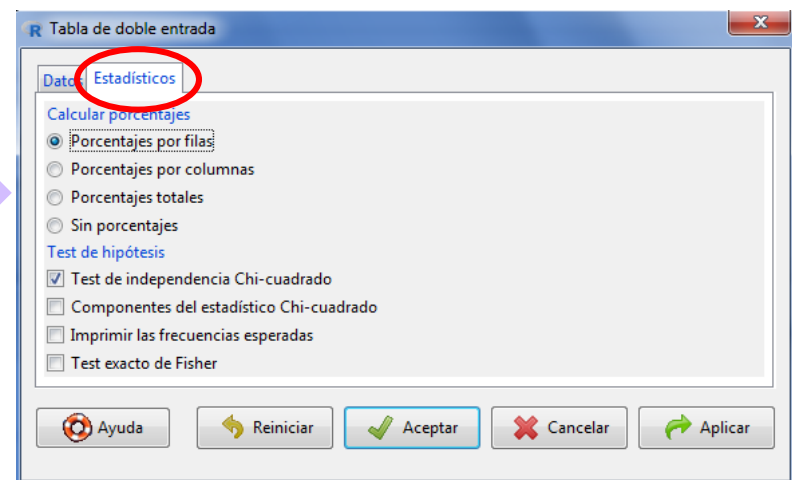 R Tabla de doble entrada
Datos Estadísticos
Calcular porcentajes
Porcentajes por filas
Porcentajes por columnas
Porcentajes totales
Sin porcentajes
Test de hipótesis
Test de independencia Chi-cuadrado
Componentes del estadístico Chi-cuadrado
Imprimir las frecuencias esperadas
Test exacto de Fisher
Ayuda Reiniciar Aceptar Cancelar Aplicar